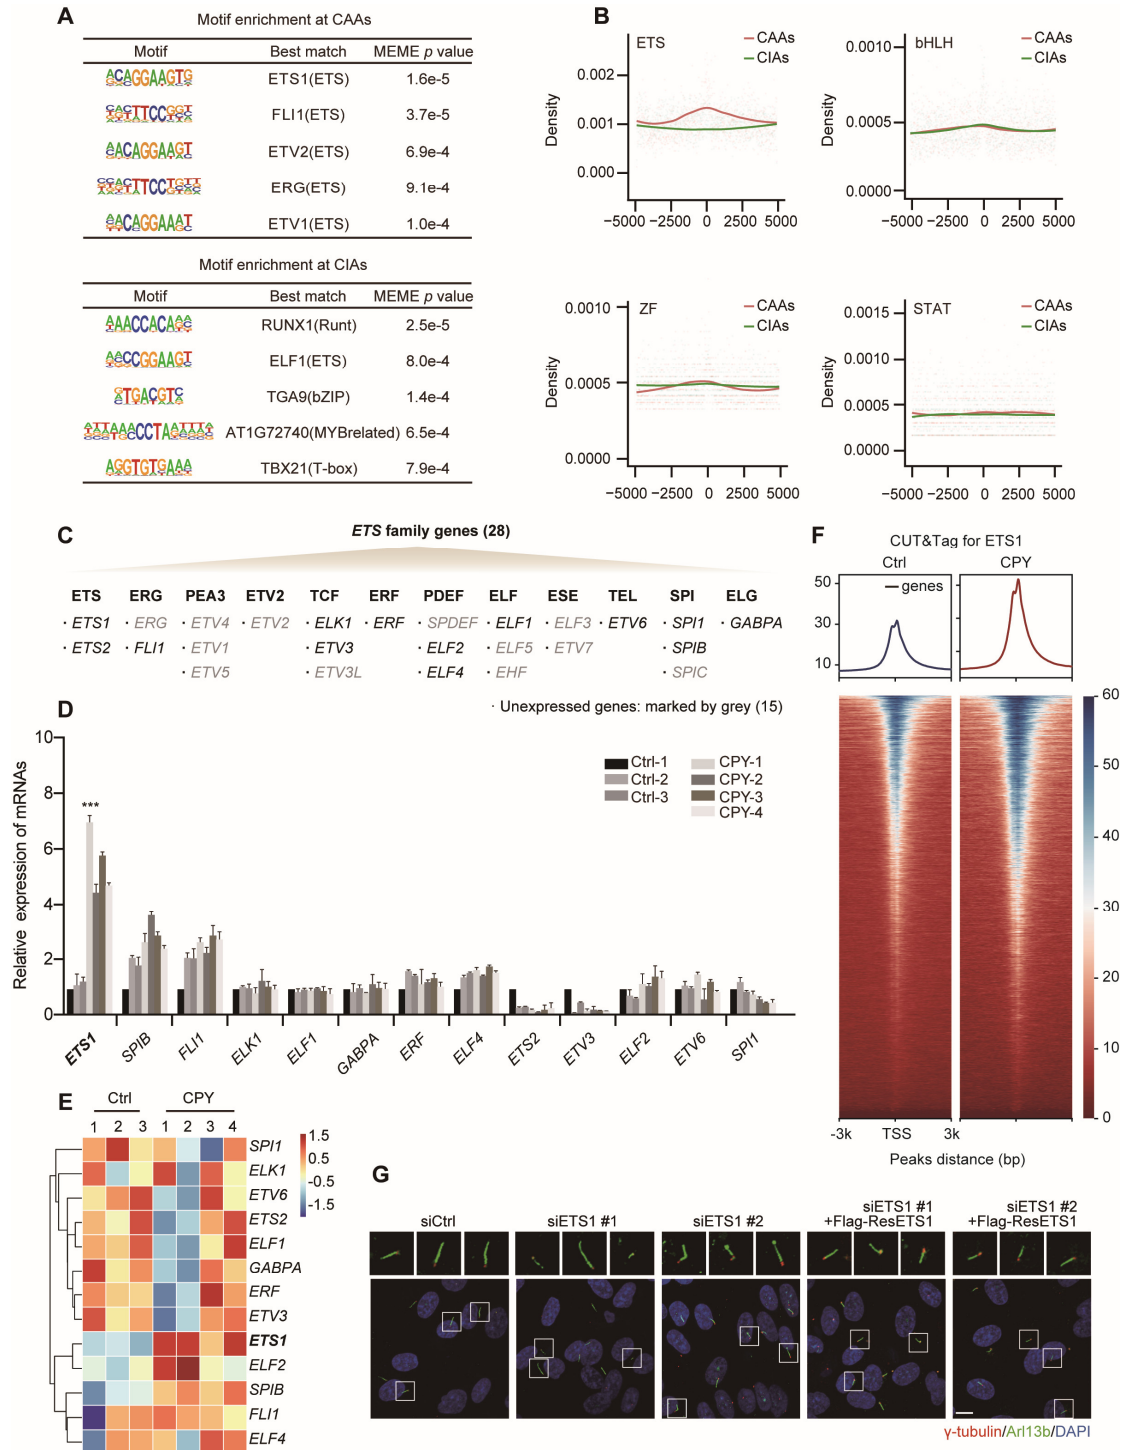 A
Motif enrichment at CAAs
Motif Best match MEME p value
ACAGGAAGTG ETS1(ETS) 1.6e-5
TTCCGGT FLI1(ETS) 3.7e-5
ACAGGAAGT ETV2(ETS) 6.9e-4
TTCCTGTT ERG(ETS) 9.1e-4
ACAGGAAAT ETV1(ETS) 1.0e-4
Motif enrichment at CIAs
Motif Best match MEME p value
AAACCACA RUNX1(Runt) 2.5e-5
CCGGAAGT ELF1(ETS) 8.0e-4
TGACGTC TGA9(bZIP) 1.4e-4
CCTA AT1G72740(MYBrelated) 6.5e-4
AGGTGTGAAA TBX21(T-box) 7.9e-4
B
ETS
CAAs
CIAs
Density
0.002
0.001
0.000
−5000 −2500 0 2500 5000
bHLH
CAAs
CIAs
Density
0.0010
0.0005
0.0000
−5000 −2500 0 2500 5000
ZF
CAAs
CIAs
Density
0.0010
0.0005
0.0000
−5000 −2500 0 2500 5000
STAT
CAAs
CIAs
Density
0.0015
0.0010
0.0005
0.0000
−5000 −2500 0 2500 5000
C
ETS family genes (28)
ETS ERG PEA3 ETV2 TCF ERF PDEF ELF ESE TEL SPI ELG
· ETS1 · ERG · ETV4 · ETV2 · ELK1 · ERF · SPDEF · ELF1 · ELF3 · ETV6 · SPI1 · GABPA
· ETS2 · FLI1 · ETV1 · ETV3 · ELF2 · ELF5 · ETV7 · SPIB
· ETV5 · ETV3L · ELF4 · EHF · SPIC
· Unexpressed genes: marked by grey (15)
D
Relative expression of mRNAs
10
8
6
4
2
0
***
Ctrl-1 CPY-1
Ctrl-2 CPY-2
Ctrl-3 CPY-3
CPY-4
ETS1 SPIB FLI1 ELK1 ELF1 GABPA ERF ELF4 ETS2 ETV3 ELF2 ETV6 SPI1
E
Ctrl CPY
1 2 3 1 2 3 4
1.5
0.5
-0.5
-1.5
SPI1
ELK1
ETV6
ETS2
ELF1
GABPA
ERF
ETV3
ETS1
ELF2
SPIB
FLI1
ELF4
F
CUT&Tag for ETS1
Ctrl CPY
genes
50
30
10
60
50
40
30
20
10
0
-3k TSS 3k
Peaks distance (bp)
G
siCtrl
siETS1 #1
siETS1 #2
siETS1 #1
+Flag-ResETS1
siETS1 #2
+Flag-ResETS1
γ-tubulin/Arl13b/DAPI